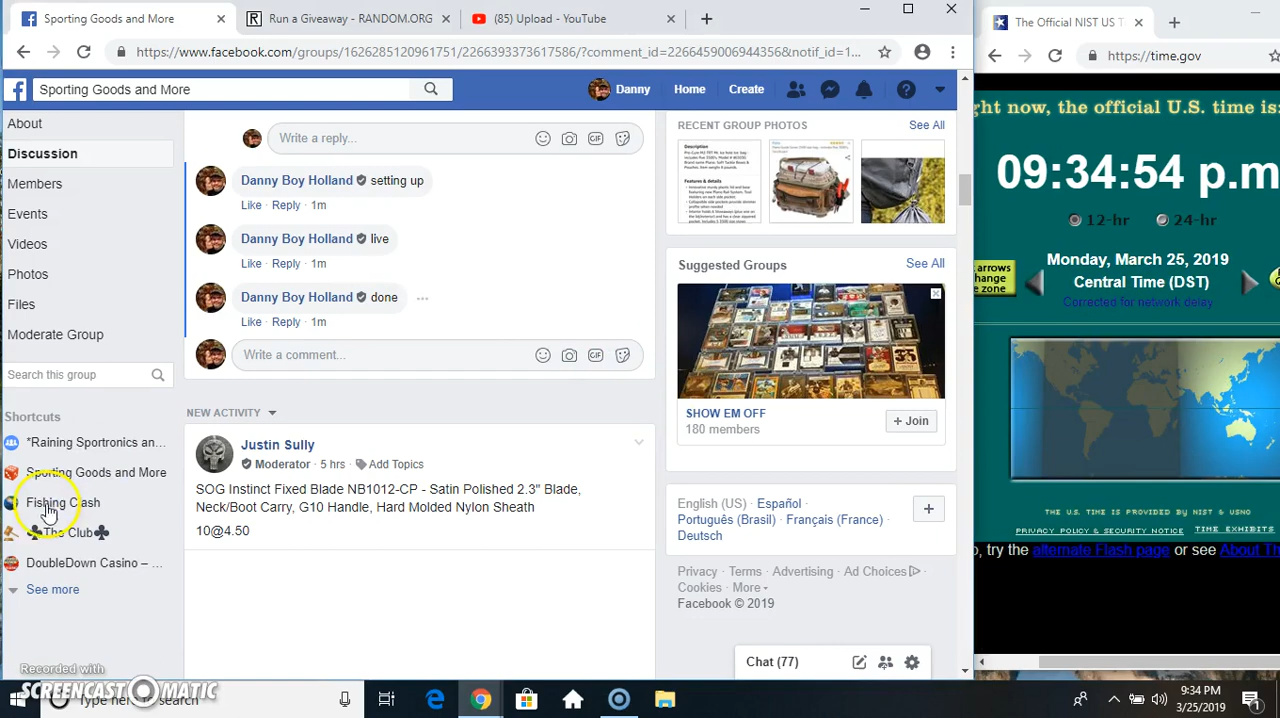 Sporting Goods and More
Run a Giveaway - RANDOM.ORG
(85) Upload - YouTube
The Official NIST US T
https://www.facebook.com/groups/1626285120961751/2266393373617586/?comment_id=2266459006944356&notif_id=1...
https://time.gov
Sporting Goods and More
Danny
Home
Create
About
Discussion
Members
Events
Videos
Photos
Files
Moderate Group
Search this group
Shortcuts
*Raining Sportronics an...
Sporting Goods and More
Fishing Clash
Club♣
DoubleDown Casino – ...
See more
Write a reply...
Danny Boy Holland setting up
Like · Reply · 1m
Danny Boy Holland live
Like · Reply · 1m
Danny Boy Holland done ...
Like · Reply · 1m
Write a comment...
NEW ACTIVITY
Justin Sully
Moderator · 5 hrs · Add Topics
SOG Instinct Fixed Blade NB1012-CP - Satin Polished 2.3" Blade,
Neck/Boot Carry, G10 Handle, Hard Molded Nylon Sheath
10@4.50
RECENT GROUP PHOTOS
See All
Description
Features & details
Suggested Groups
See All
SHOW EM OFF
180 members
+ Join
English (US) · Español ·
Português (Brasil) · Français (France) ·
Deutsch
Privacy · Terms · Advertising · Ad Choices ·
Cookies · More
Facebook © 2019
Chat (77)
ght now, the official U.S. time is:
09:34:54 p.m
12-hr
24-hr
arrows
change
e zone
Monday, March 25, 2019
Central Time (DST)
Corrected for network delay
THE U.S. TIME IS PROVIDED BY NIST & USNO
PRIVACY POLICY & SECURITY NOTICE
TIME EXHIBITS
o, try the alternate Flash page or see About Th
Recorded with
SCREENCAST-O-MATIC
Type here to search
9:34 PM
3/25/2019